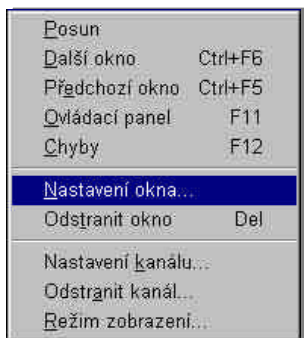 Posun
Další okno Ctrl+F6
Předchozí okno Ctrl+F5
Ovládací panel F11
Chyby F12
Nastavení okna...
Odstranit okno Del
Nastavení kanálu...
Odstranit kanál...
Režim zobrazení...